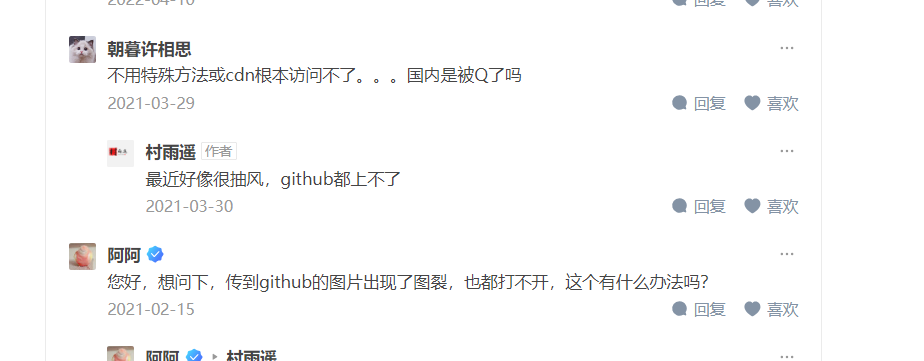 2022-04-10 回复 喜欢
朝暮许相思 ···
不用特殊方法或cdn根本访问不了。。。国内是被Q了吗
2021-03-29 回复 喜欢
村雨遥 作者 ···
最近好像很抽风，github都上不了
2021-03-30 回复 喜欢
阿阿 ···
您好，想问下，传到github的图片出现了图裂，也都打不开，这个有什么办法吗?
2021-02-15 回复 喜欢
阿阿 村雨遥 ···